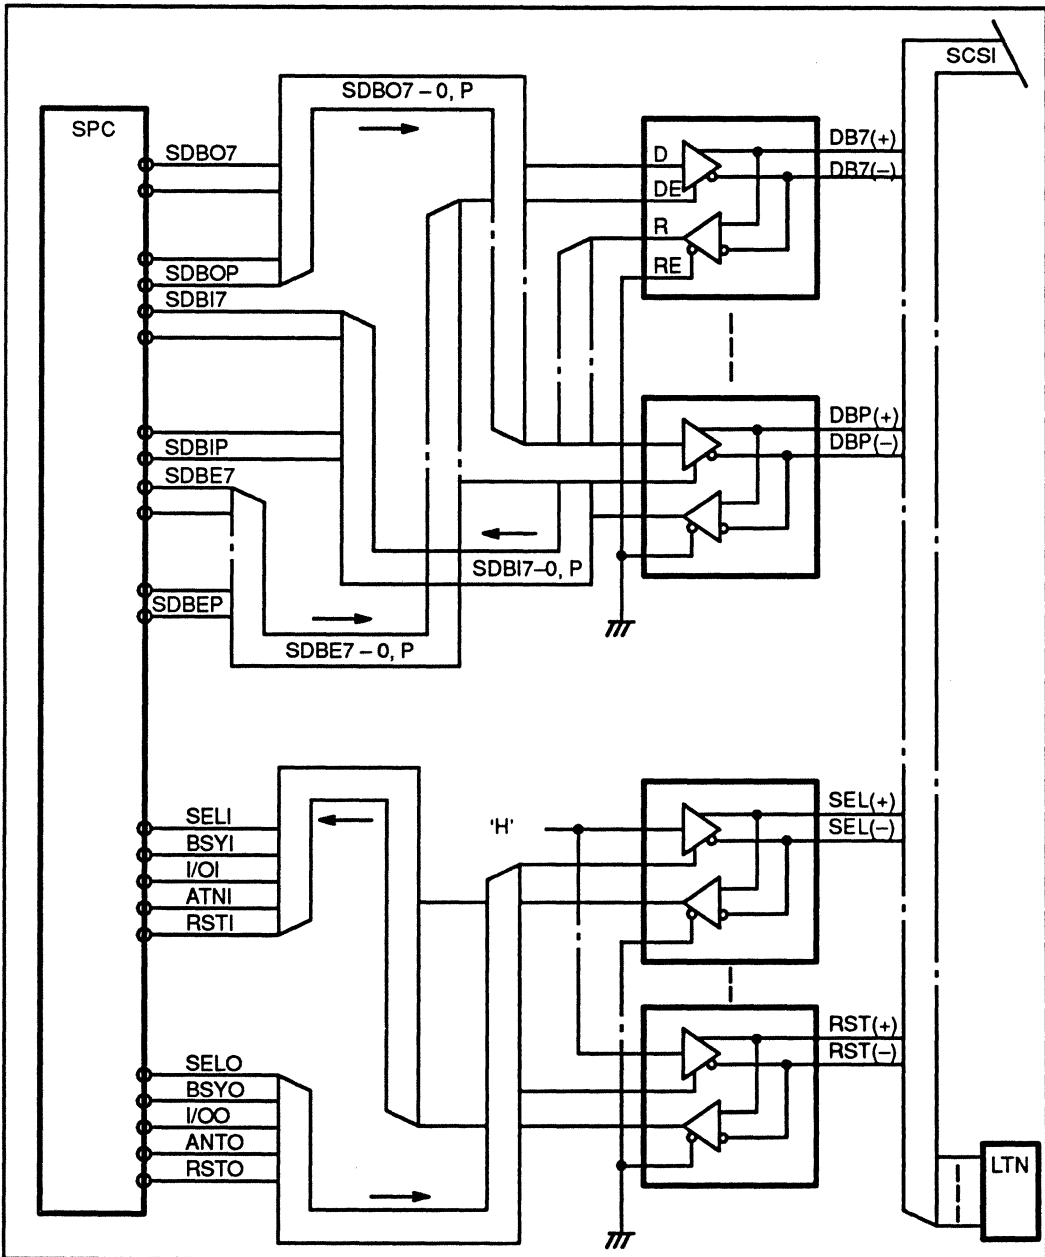 SCSI
SDBO7 – 0, P
SPC
SDBO7
SDBOP
SDBI7
SDBIP
SDBE7
SDBEP
D
DE
R
RE
DB7(+)
DB7(–)
DBP(+)
DBP(–)
SDBI7–0, P
SDBE7 – 0, P
SELI
BSYI
I/OI
ATNI
RSTI
'H'
SEL(+)
SEL(–)
RST(+)
RST(–)
SELO
BSYO
I/OO
ANTO
RSTO
LTN